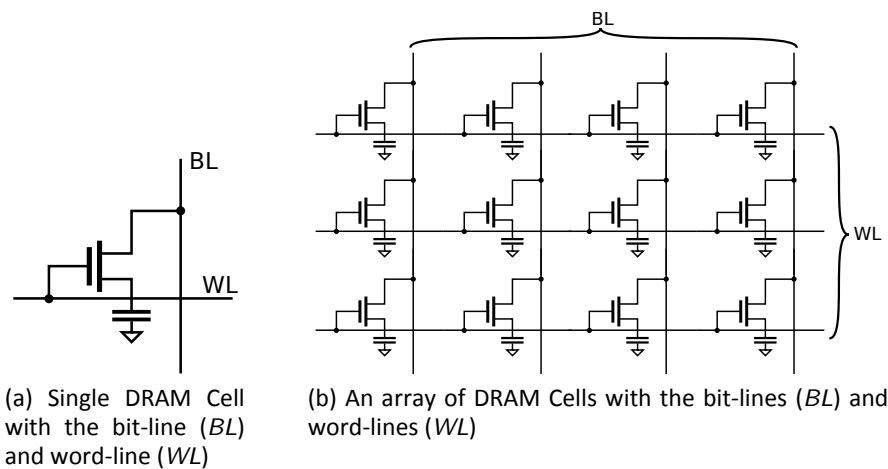 BL
WL
(a) Single DRAM Cell
with the bit-line (BL)
and word-line (WL)
BL
WL
(b) An array of DRAM Cells with the bit-lines (BL) and
word-lines (WL)